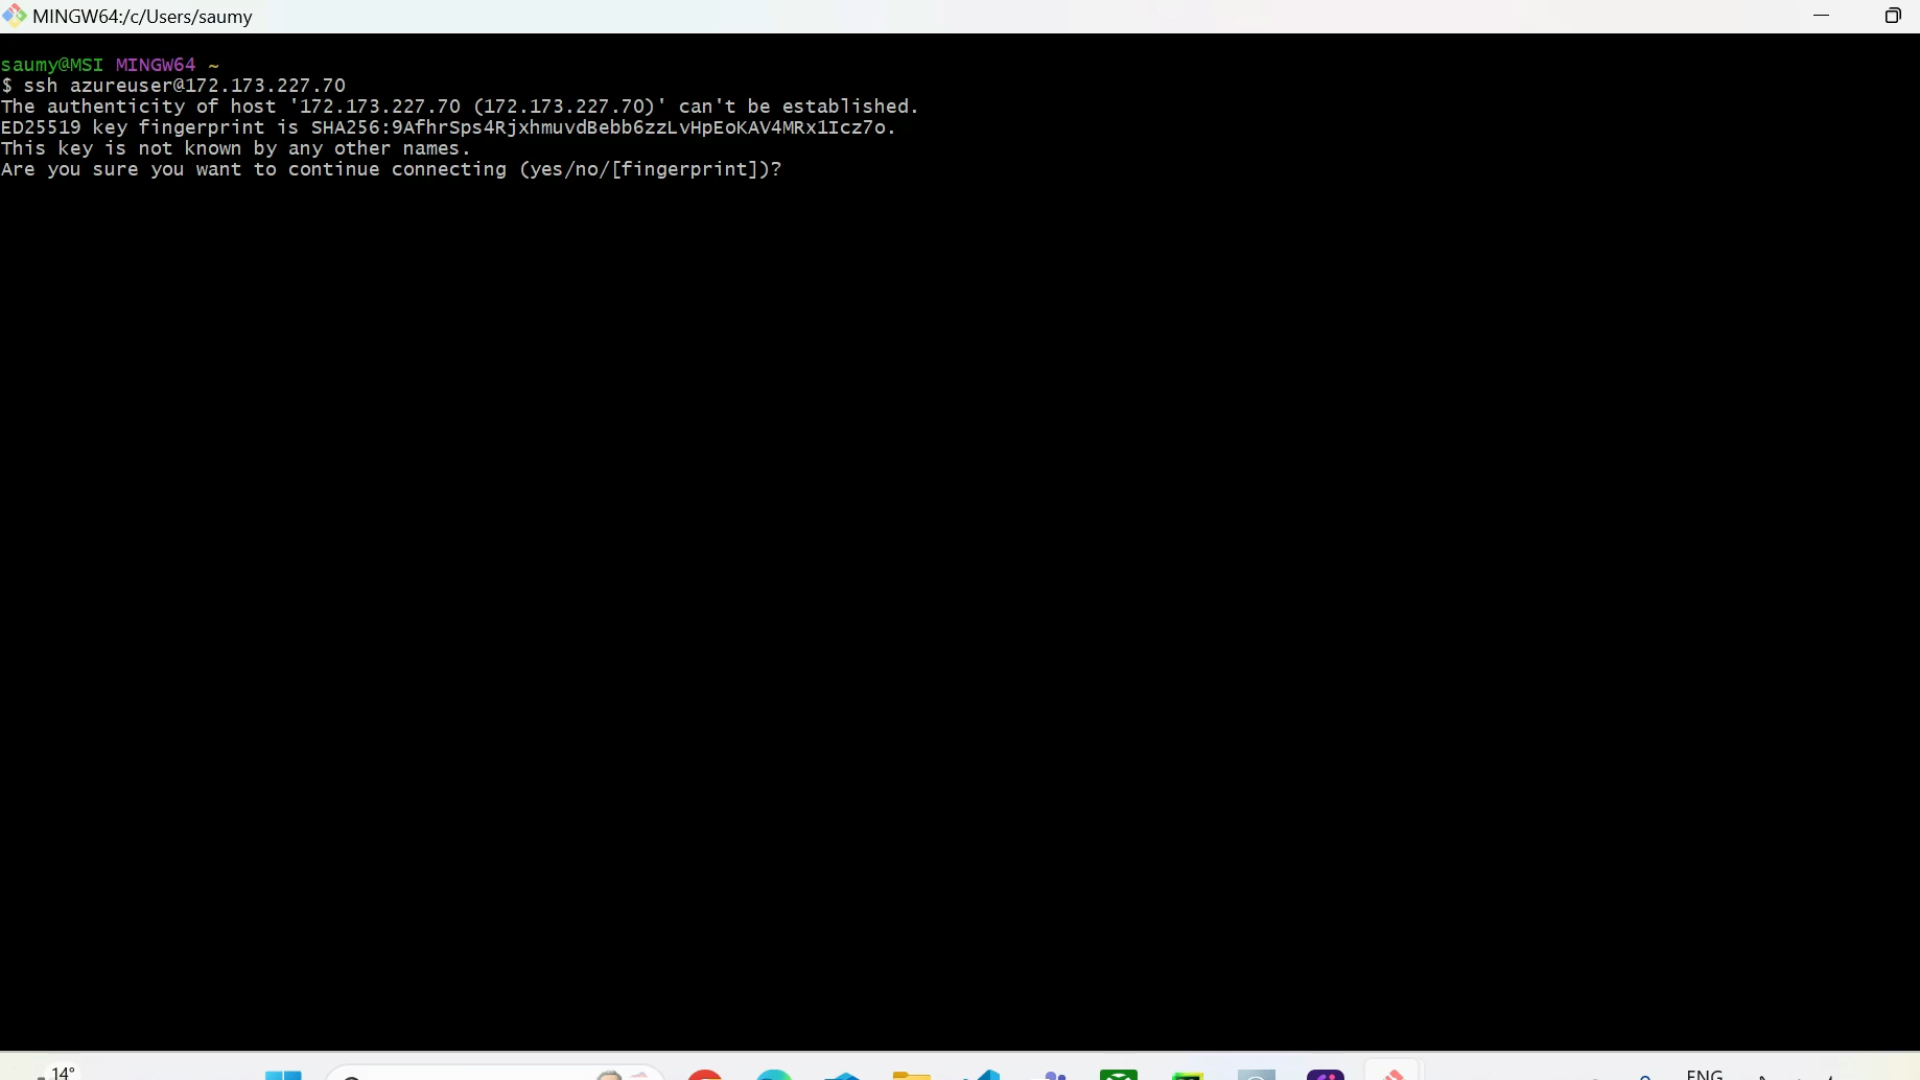 MINGW64:/c/Users/saumy
saumy@MSI MINGW64 ~
$ ssh azureuser@172.173.227.70
The authenticity of host '172.173.227.70 (172.173.227.70)' can't be established.
ED25519 key fingerprint is SHA256:9AfhrSps4RjxhmuvdBebb6zzLvHpEoKAV4MRx1Icz7o.
This key is not known by any other names.
Are you sure you want to continue connecting (yes/no/[fingerprint])?
14°
ENG